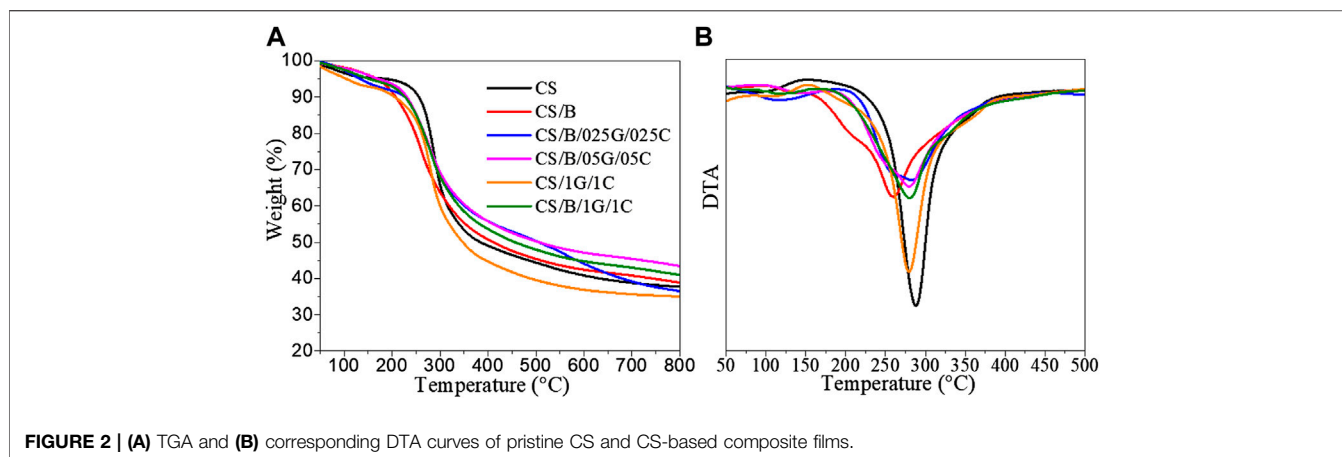 A
B
100
90
80
70
60
50
40
30
20
Weight (%)
CS
CS/B
CS/B/025G/025C
CS/B/05G/05C
CS/1G/1C
CS/B/1G/1C
100 200 300 400 500 600 700 800
Temperature (°C)
DTA
50 100 150 200 250 300 350 400 450 500
Temperature (°C)
FIGURE 2 | (A) TGA and (B) corresponding DTA curves of pristine CS and CS-based composite films.